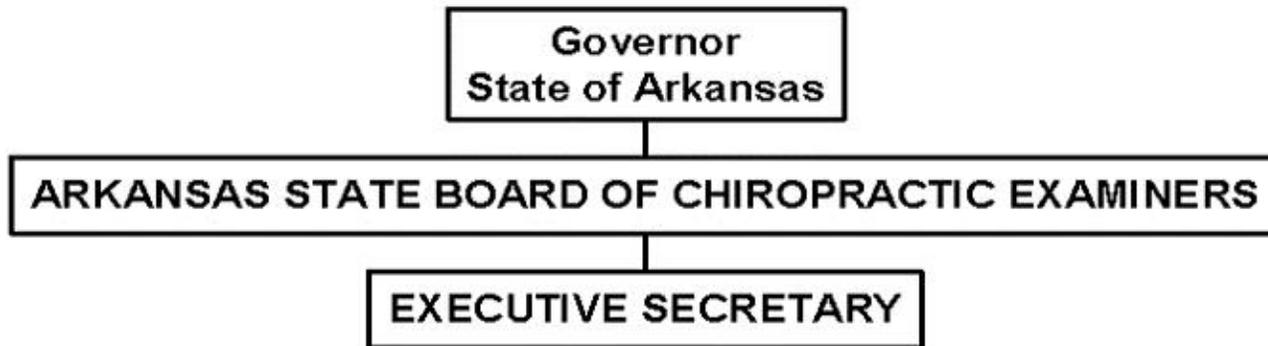 Governor
State of Arkansas
ARKANSAS STATE BOARD OF CHIROPRACTIC EXAMINERS
EXECUTIVE SECRETARY